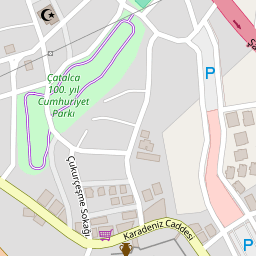 P
Çatalca
100. yıl
Cumhuriyet
Parkı
Çukurçeşme Sokağı
Karadeniz Caddesi
P